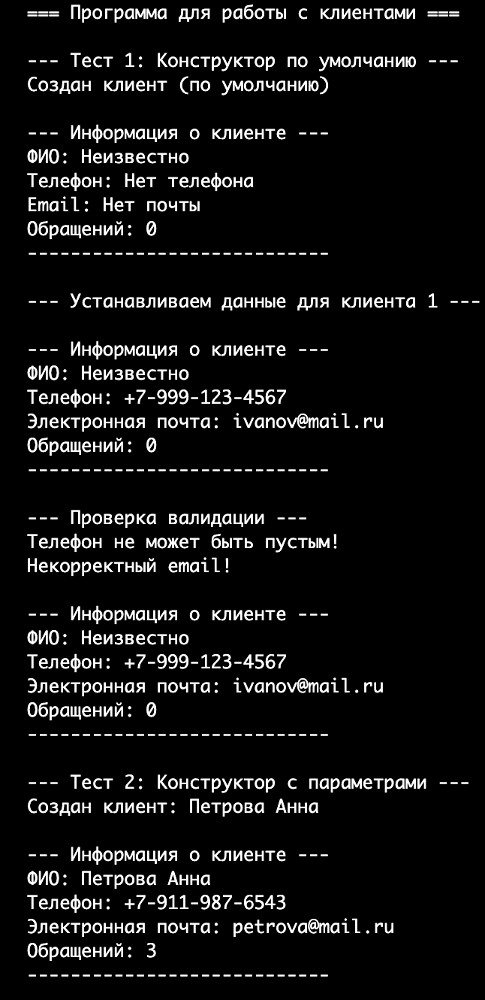 === Программа для работы с клиентами ===
--- Тест 1: Конструктор по умолчанию ---
Создан клиент (по умолчанию)
--- Информация о клиенте ---
ФИО: Неизвестно
Телефон: Нет телефона
Email: Нет почты
Обращений: 0
----------------------------
--- Устанавливаем данные для клиента 1 ---
--- Информация о клиенте ---
ФИО: Неизвестно
Телефон: +7-999-123-4567
Электронная почта: ivanov@mail.ru
Обращений: 0
----------------------------
--- Проверка валидации ---
Телефон не может быть пустым!
Некорректный email!
--- Информация о клиенте ---
ФИО: Неизвестно
Телефон: +7-999-123-4567
Электронная почта: ivanov@mail.ru
Обращений: 0
----------------------------
--- Тест 2: Конструктор с параметрами ---
Создан клиент: Петрова Анна
--- Информация о клиенте ---
ФИО: Петрова Анна
Телефон: +7-911-987-6543
Электронная почта: petrova@mail.ru
Обращений: 3
----------------------------